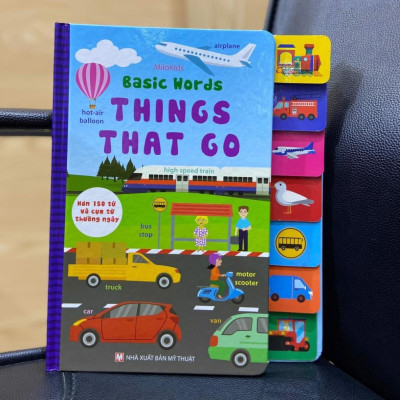 airplane
MiloKids
Basic Words
THINGS
THAT GO
hot-air
balloon
high speed train
Hơn 150 từ
và cụm từ
thường ngày
bus
stop
truck
motor
scooter
car
van
NHÀ XUẤT BẢN MỸ THUẬT